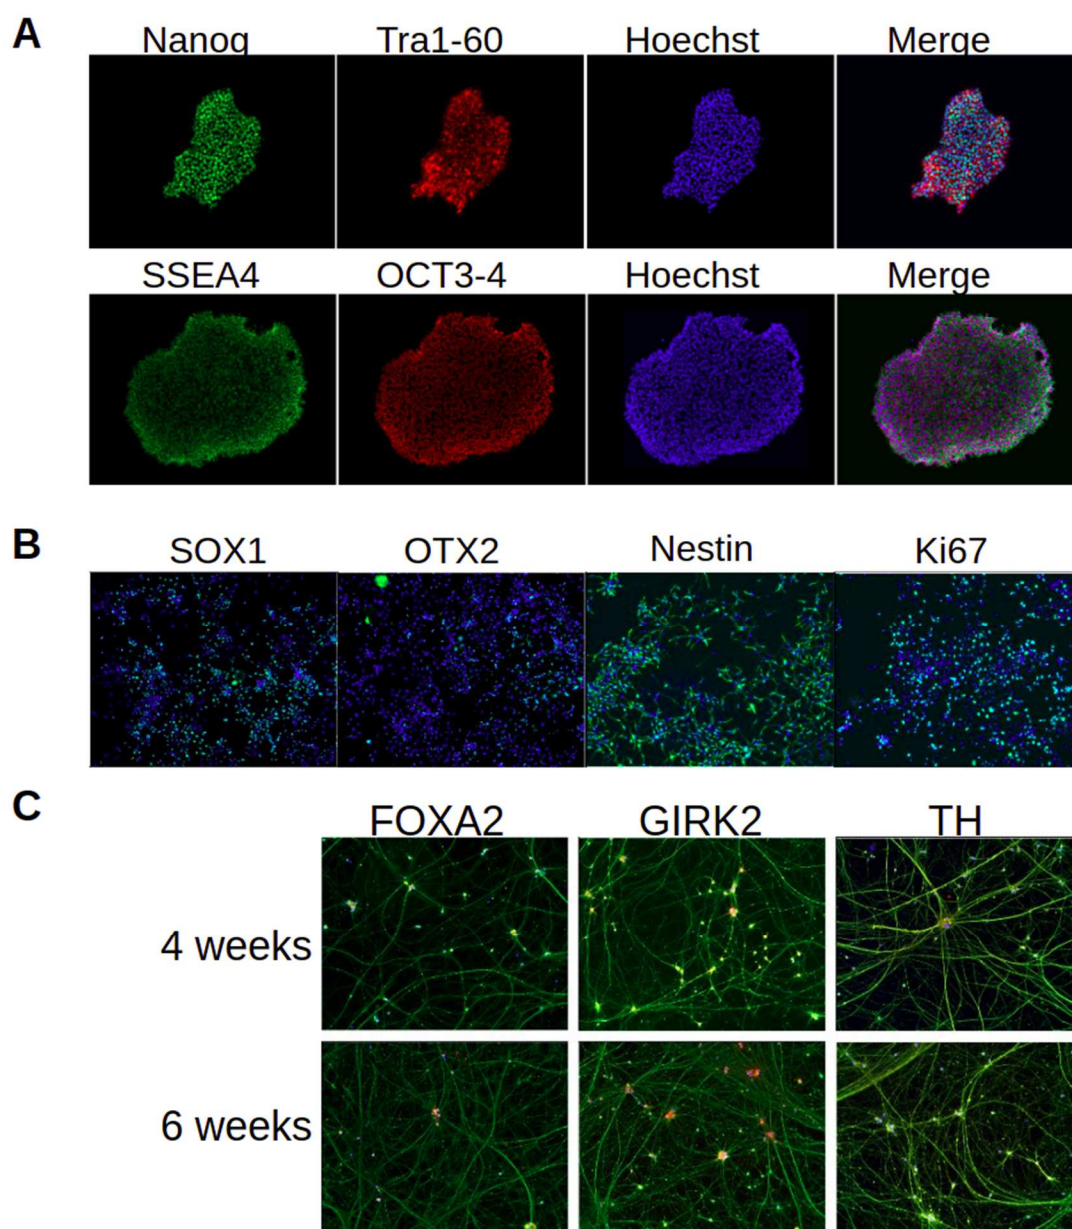 A
Nanog Tra1-60 Hoechst Merge
SSEA4 OCT3-4 Hoechst Merge
B
SOX1 OTX2 Nestin Ki67
C
FOXA2 GIRK2 TH
4 weeks
6 weeks